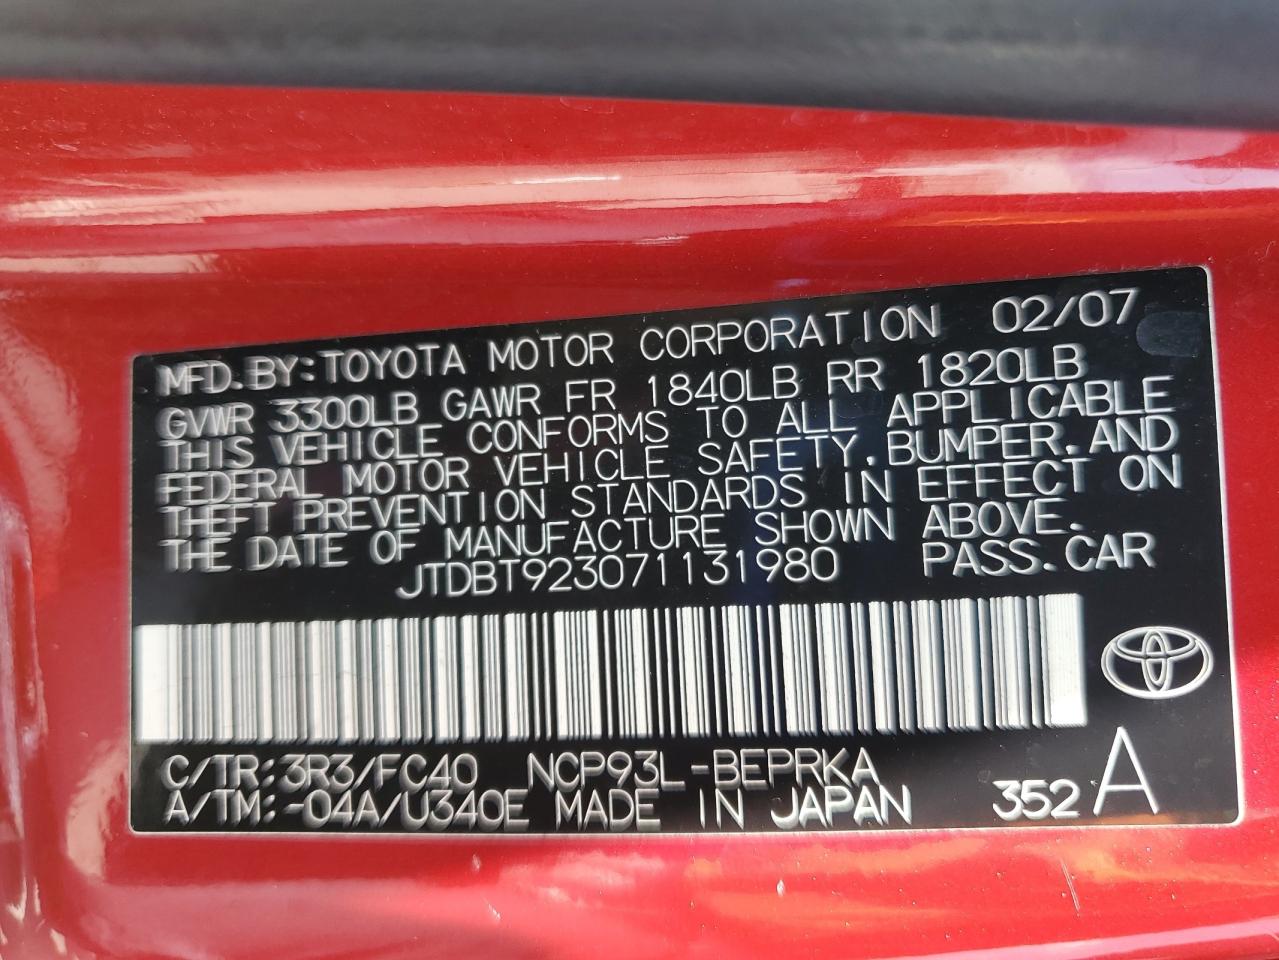 MFD. BY: TOYOTA MOTOR CORPORATION 02/07
GVWR 3300LB GAWR FR 1840LB RR 1820LB
THIS VEHICLE CONFORMS TO ALL APPLICABLE
FEDERAL MOTOR VEHICLE SAFETY, BUMPER, AND
THEFT PREVENTION STANDARDS IN EFFECT ON
THE DATE OF MANUFACTURE SHOWN ABOVE.
JTDBT923071131980 PASS. CAR
C/TR: 3R3/FC40 NCP93L-BEPRKA
A/TM: -04A/U340E MADE IN JAPAN 352 A